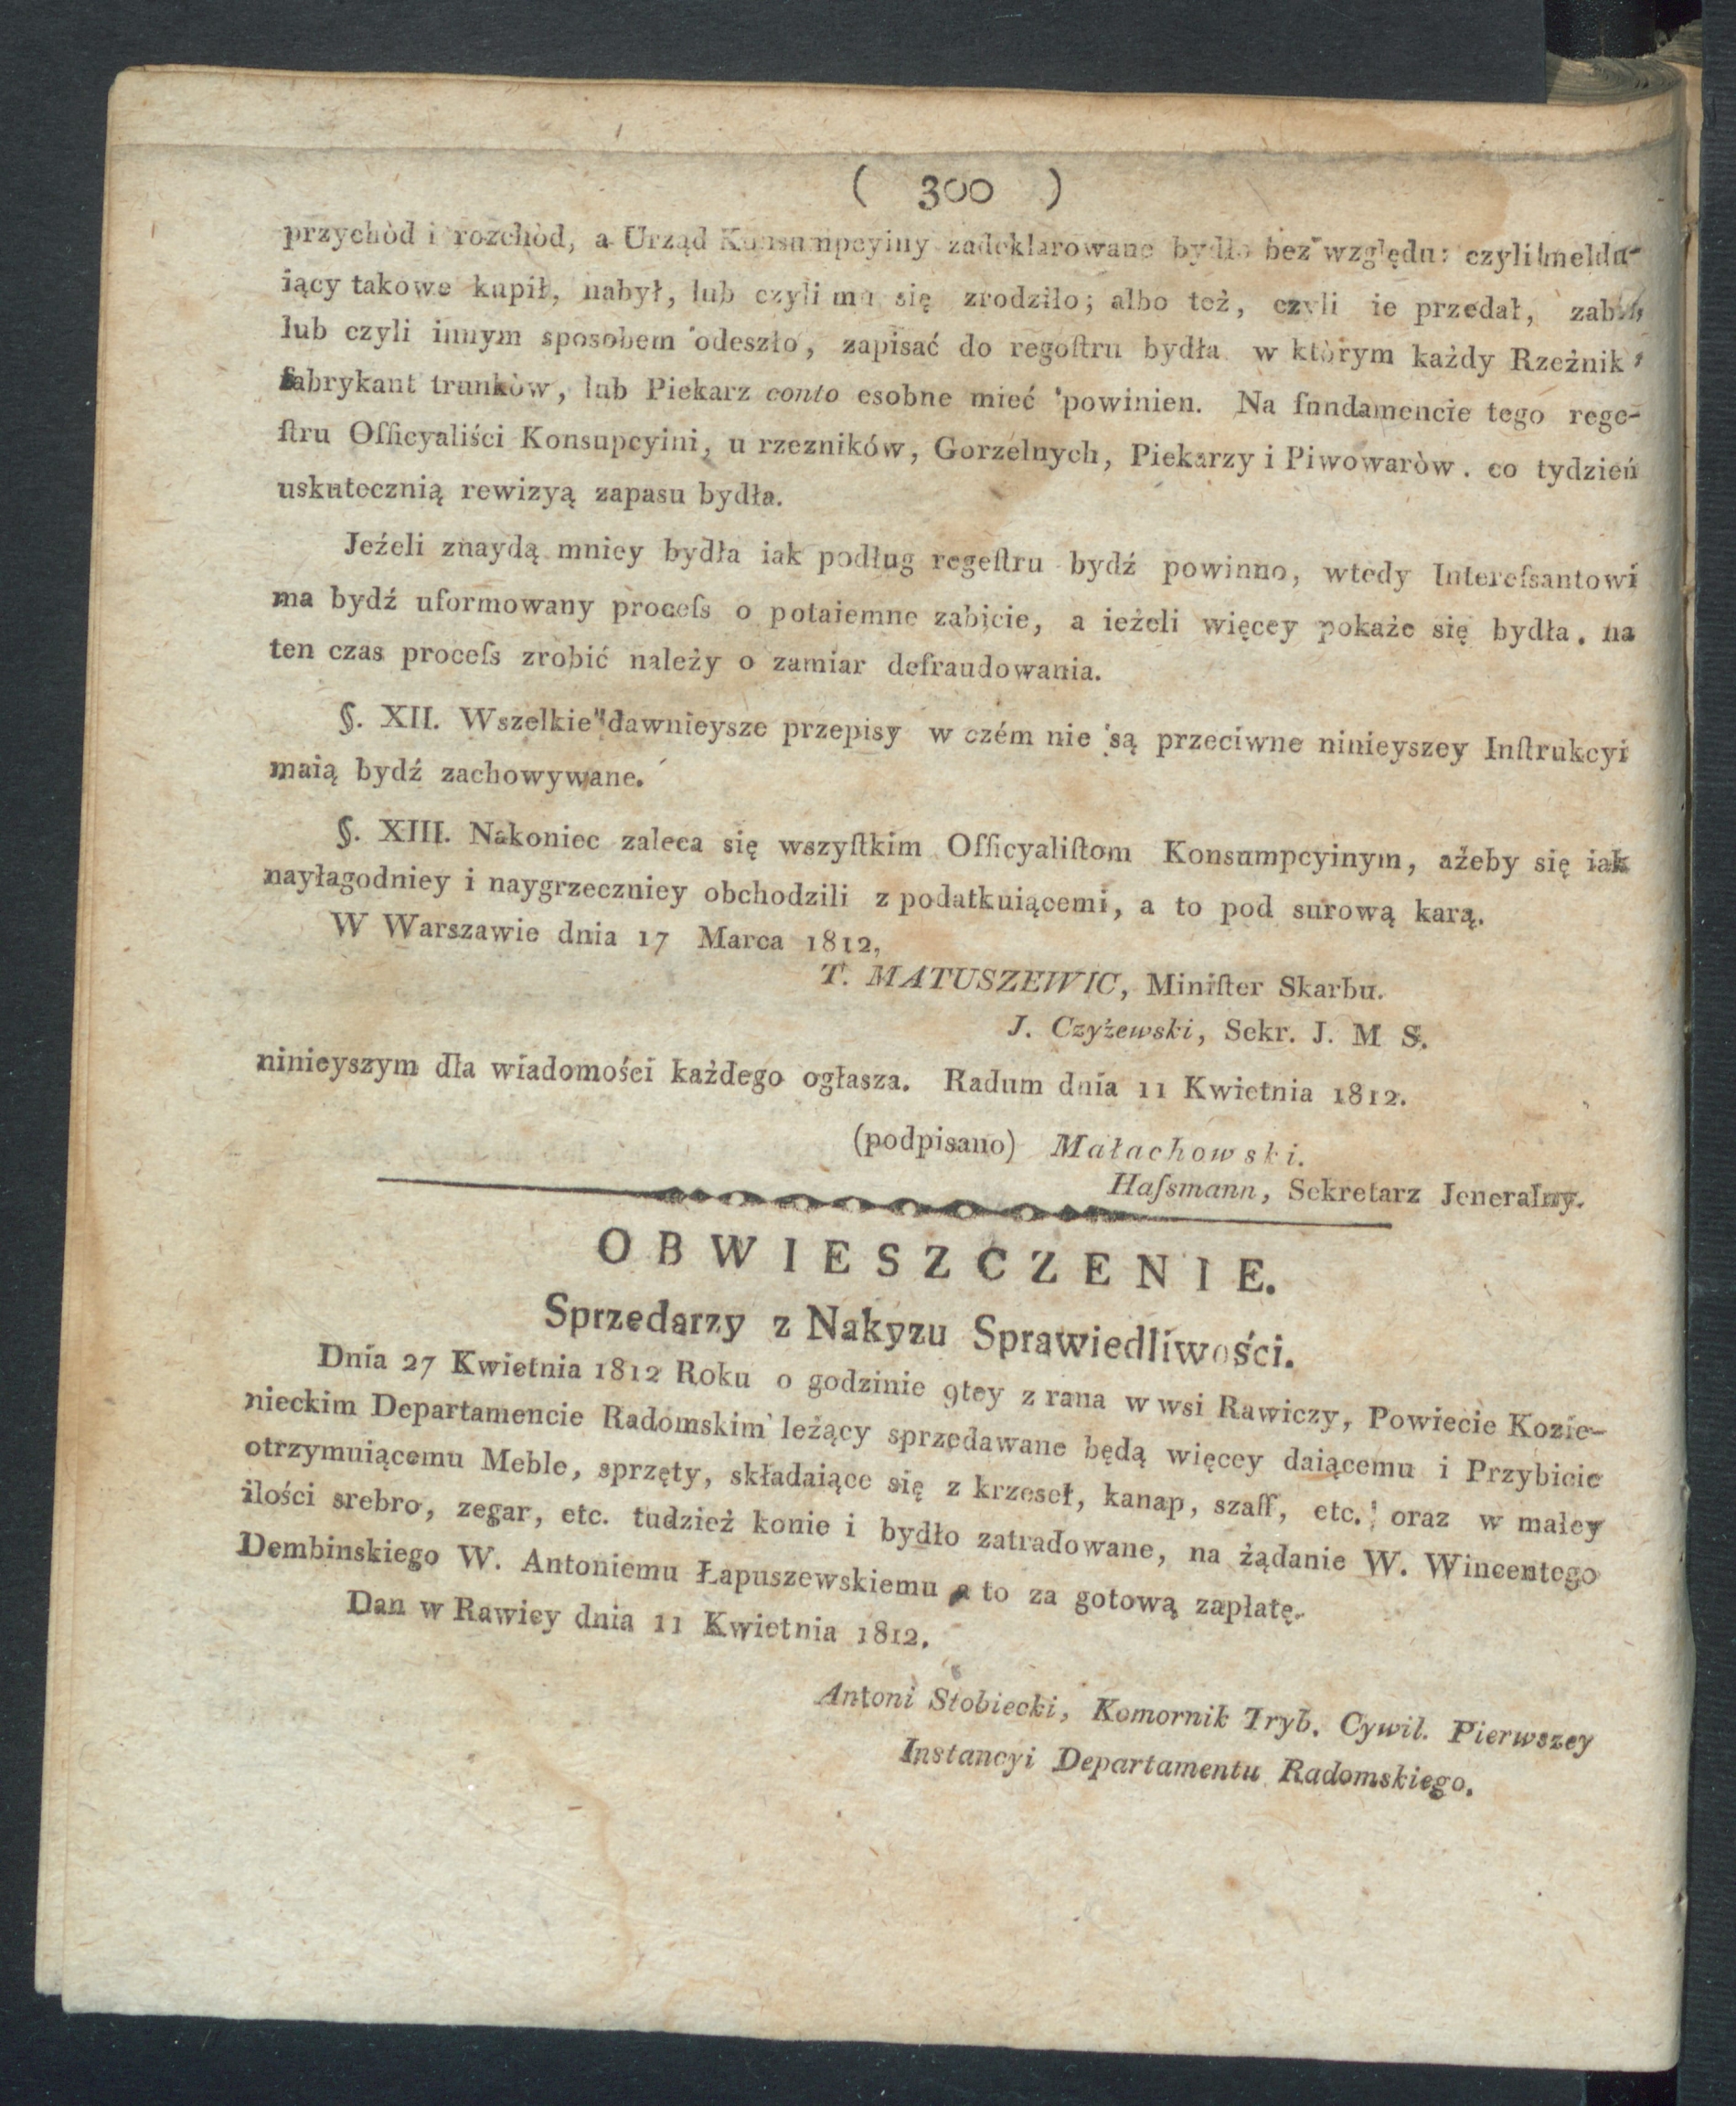 ( 300 )
przychòd i rozchòd, a Urząd Konsumpcyiny zadeklarowane bydło bez względu: czyli meldu-
iący takowe kupił, nabył, lub czyli mu się zrodziło; albo też, czyli ie przedał, zabił,
lub czyli innym sposobem odeszło, zapisać do regoſtru bydła w którym każdy Rzeżnik,
fabrykant trunków, lub Piekarz conto esobne mieć powinien. Na fundamencie tego rege-
ſtru Officyaliści Konsupcyini, u rzezników, Gorzelnych, Piekarzy i Piwowaròw. co tydzień
uskutecznią rewizyą zapasu bydła.
Jeźeli znaydą mniey bydła iak podług regeſtru bydź powinno, wtedy Intereſsantowi
ma bydź uformowany proceſs o potaiemne zabicie, a ieżeli więcey pokaże się bydła. na
ten czas proceſs zrobić należy o zamiar defraudowania.
§. XII. Wszelkie dawnieysze przepisy w czém nie są przeciwne ninieyszey Inſtrukcyi
maią bydź zachowywane.
§. XIII. Nakoniec zaleca się wszyſtkim Officyaliſtom Konsumpcyinym, ażeby się iak
nayłagodniey i naygrzeczniey obchodzili z podatkuiącemi, a to pod surową karą.
W Warszawie dnia 17 Marca 1812,
T. MATUSZEWIC, Miniſter Skarbu.
J. Czyżewski, Sekr. J. M S.
ninieyszym dla wiadomości każdego ogłasza. Radum dnia 11 Kwietnia 1812.
(podpisano) Małachowski.
Haſsmann, Sekretarz Jeneralny.
OBWIESZCZENIE.
Sprzedarzy z Nakyzu Sprawiedliwości.
Dnia 27 Kwietnia 1812 Roku o godzinie 9tey z rana w wsi Rawiczy, Powiecie Kozie-
nieckim Departamencie Radomskim leżący sprzedawane będą więcey daiącemu i Przybicie
otrzymuiącemu Meble, sprzęty, składaiące się z krzeseł, kanap, szaff, etc. oraz w małey
ilości srebro, zegar, etc. tudzież konie i bydło zatradowane, na żądanie W. Wincentego
Dembinskiego W. Antoniemu Łapuszewskiemu a to za gotową zapłatę.
Dan w Rawicy dnia 11 Kwietnia 1812.
Antoni Słobiecki, Komornik Tryb. Cywil. Pierwszey
Instancyi Departamentu Radomskiego.